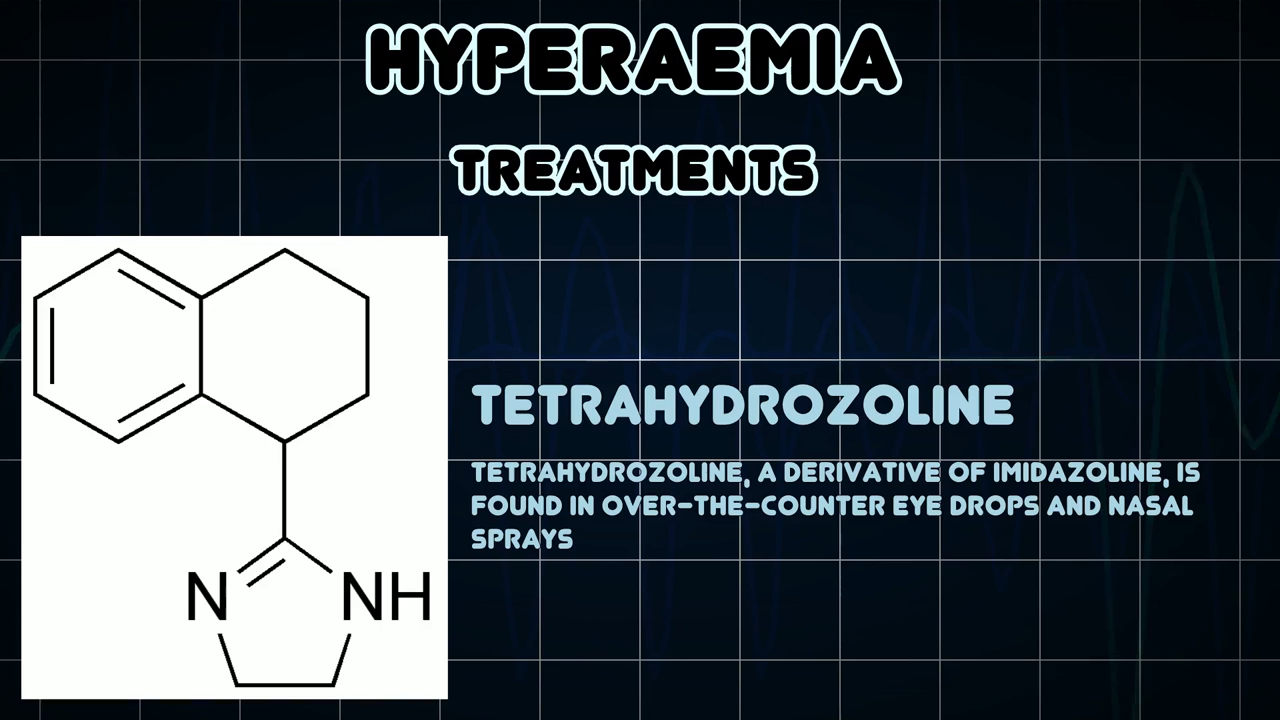 HYPERAEMIA
TREATMENTS
TETRAHYDROZOLINE
TETRAHYDROZOLINE, A DERIVATIVE OF IMIDAZOLINE, IS
FOUND IN OVER-THE-COUNTER EYE DROPS AND NASAL
SPRAYS
N NH